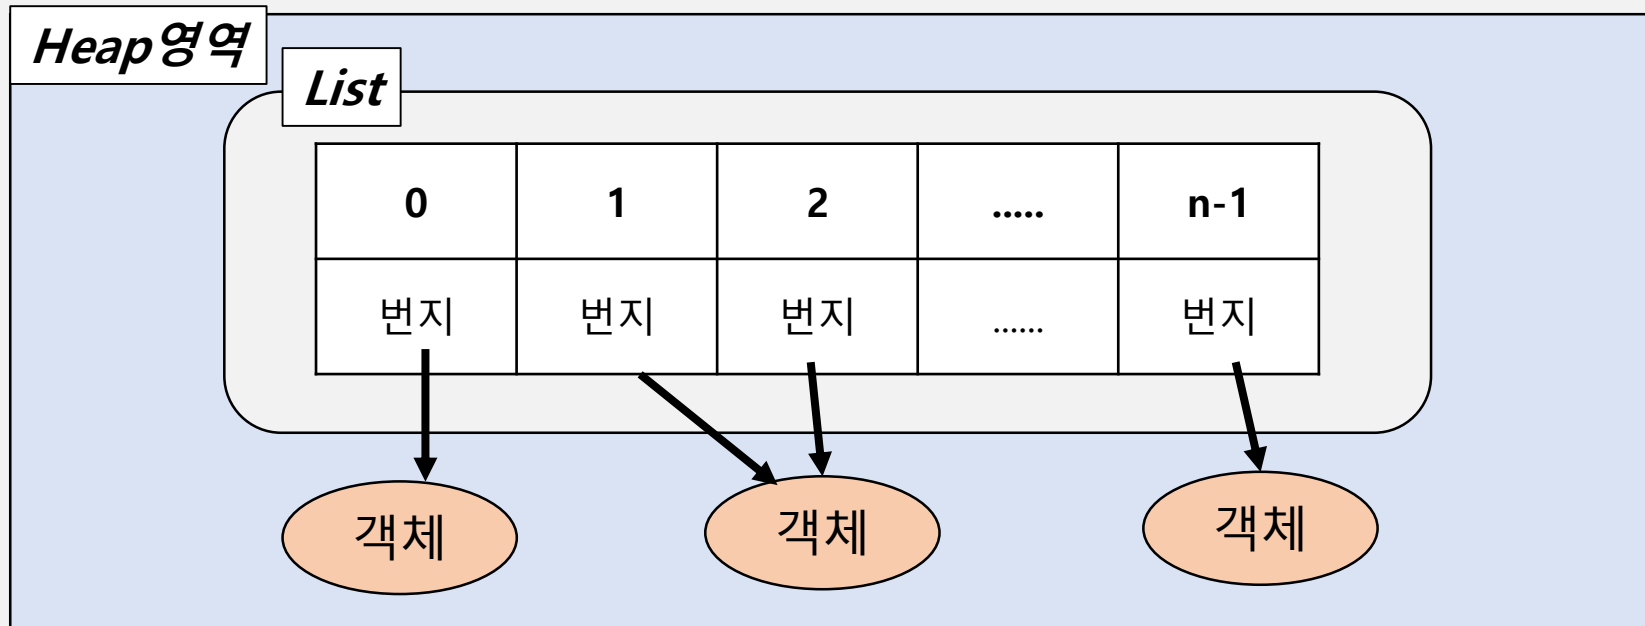 Heap영역
List
0 1 2 ..... n-1
번지 번지 번지 ...... 번지
객체 객체 객체